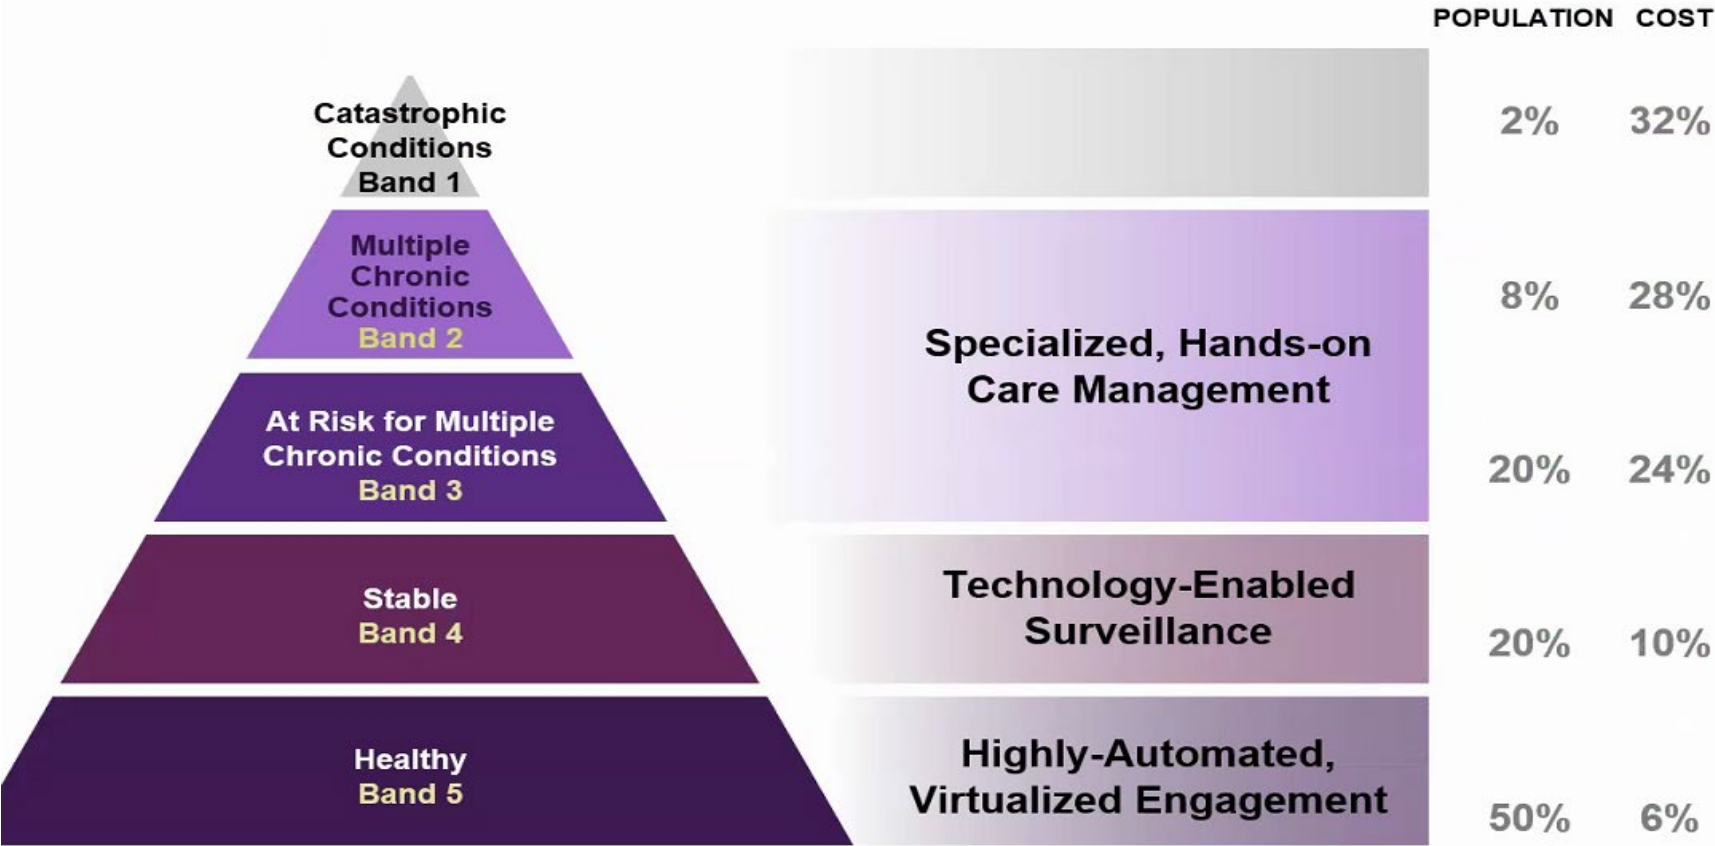 POPULATION COST
Catastrophic
Conditions
Band 1
2% 32%
Multiple
Chronic
Conditions
Band 2
8% 28%
Specialized, Hands-on
Care Management
At Risk for Multiple
Chronic Conditions
Band 3
20% 24%
Stable
Band 4
Technology-Enabled
Surveillance
20% 10%
Healthy
Band 5
Highly-Automated,
Virtualized Engagement
50% 6%